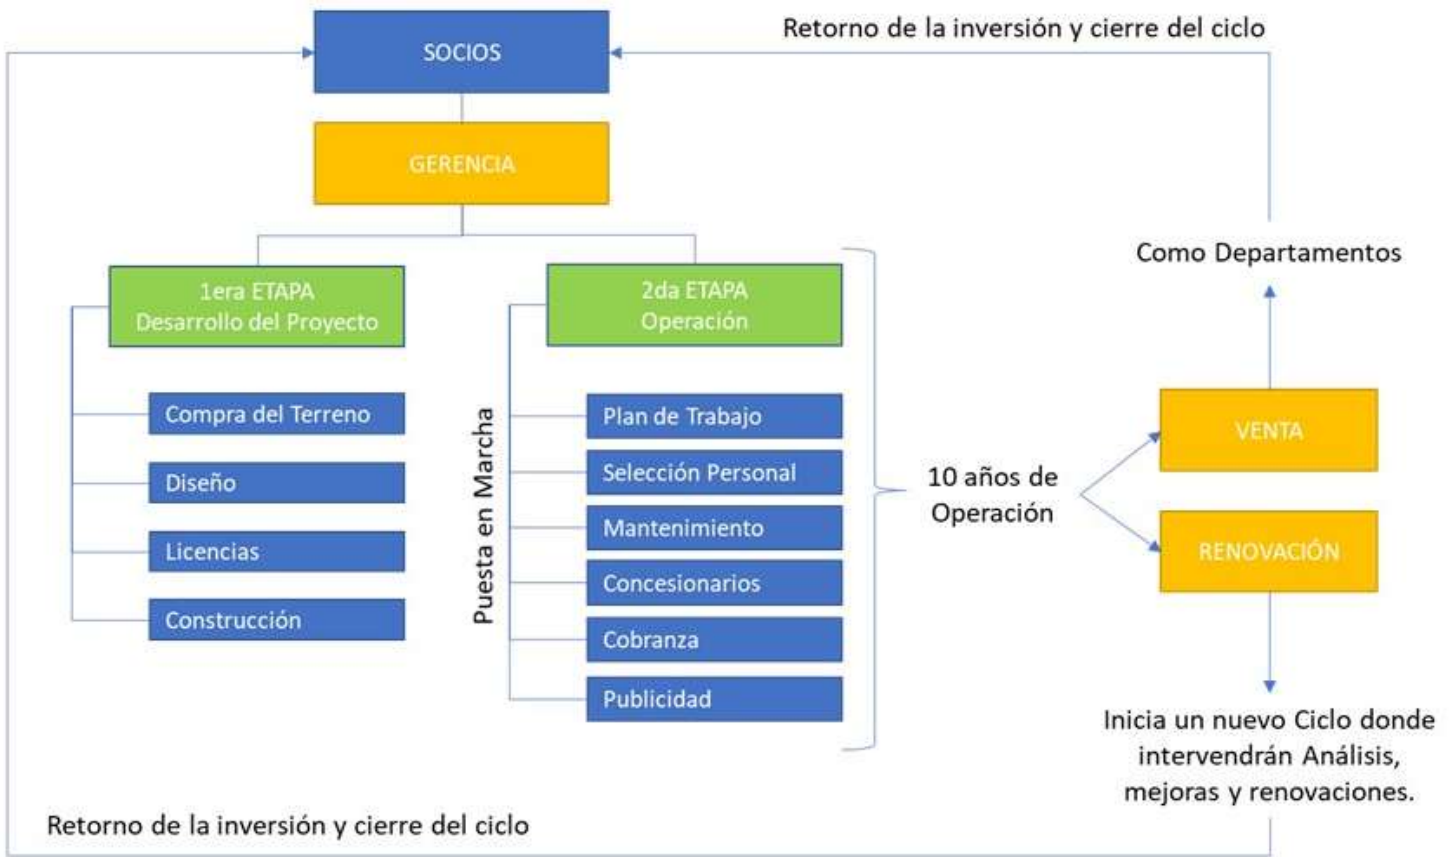 Retorno de la inversión y cierre del ciclo
SOCIOS
GERENCIA
1era ETAPA
Desarrollo del Proyecto
Compra del Terreno
Diseño
Licencias
Construcción
2da ETAPA
Operación
Puesta en Marcha
Plan de Trabajo
Selección Personal
Mantenimiento
Concesionarios
Cobranza
Publicidad
10 años de
Operación
Como Departamentos
VENTA
RENOVACIÓN
Inicia un nuevo Ciclo donde
intervendrán Análisis,
mejoras y renovaciones.
Retorno de la inversión y cierre del ciclo